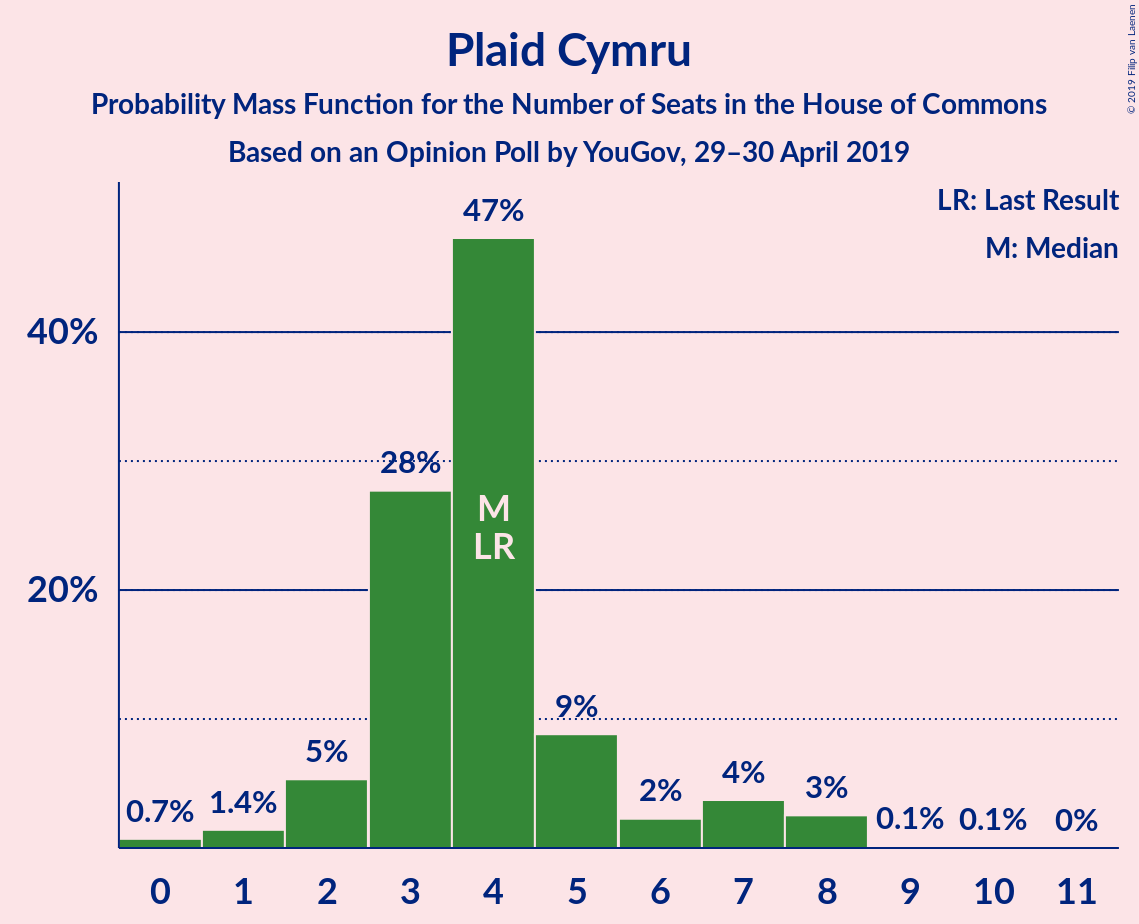 Plaid Cymru
Probability Mass Function for the Number of Seats in the House of Commons
Based on an Opinion Poll by YouGov, 29–30 April 2019
© 2019 Filip van Laenen
LR: Last Result
M: Median
40%
20%
0.7%
1.4%
5%
28%
47%
M
LR
9%
2%
4%
3%
0.1%
0.1%
0%
0 1 2 3 4 5 6 7 8 9 10 11